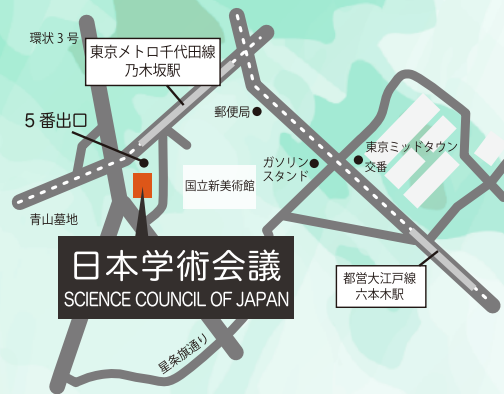 環状3号
東京メトロ千代田線
乃木坂駅
5番出口
郵便局
ガソリン
スタンド
東京ミッドタウン
交番
国立新美術館
青山墓地
日本学術会議
SCIENCE COUNCIL OF JAPAN
都営大江戸線
六本木駅
星条旗通り